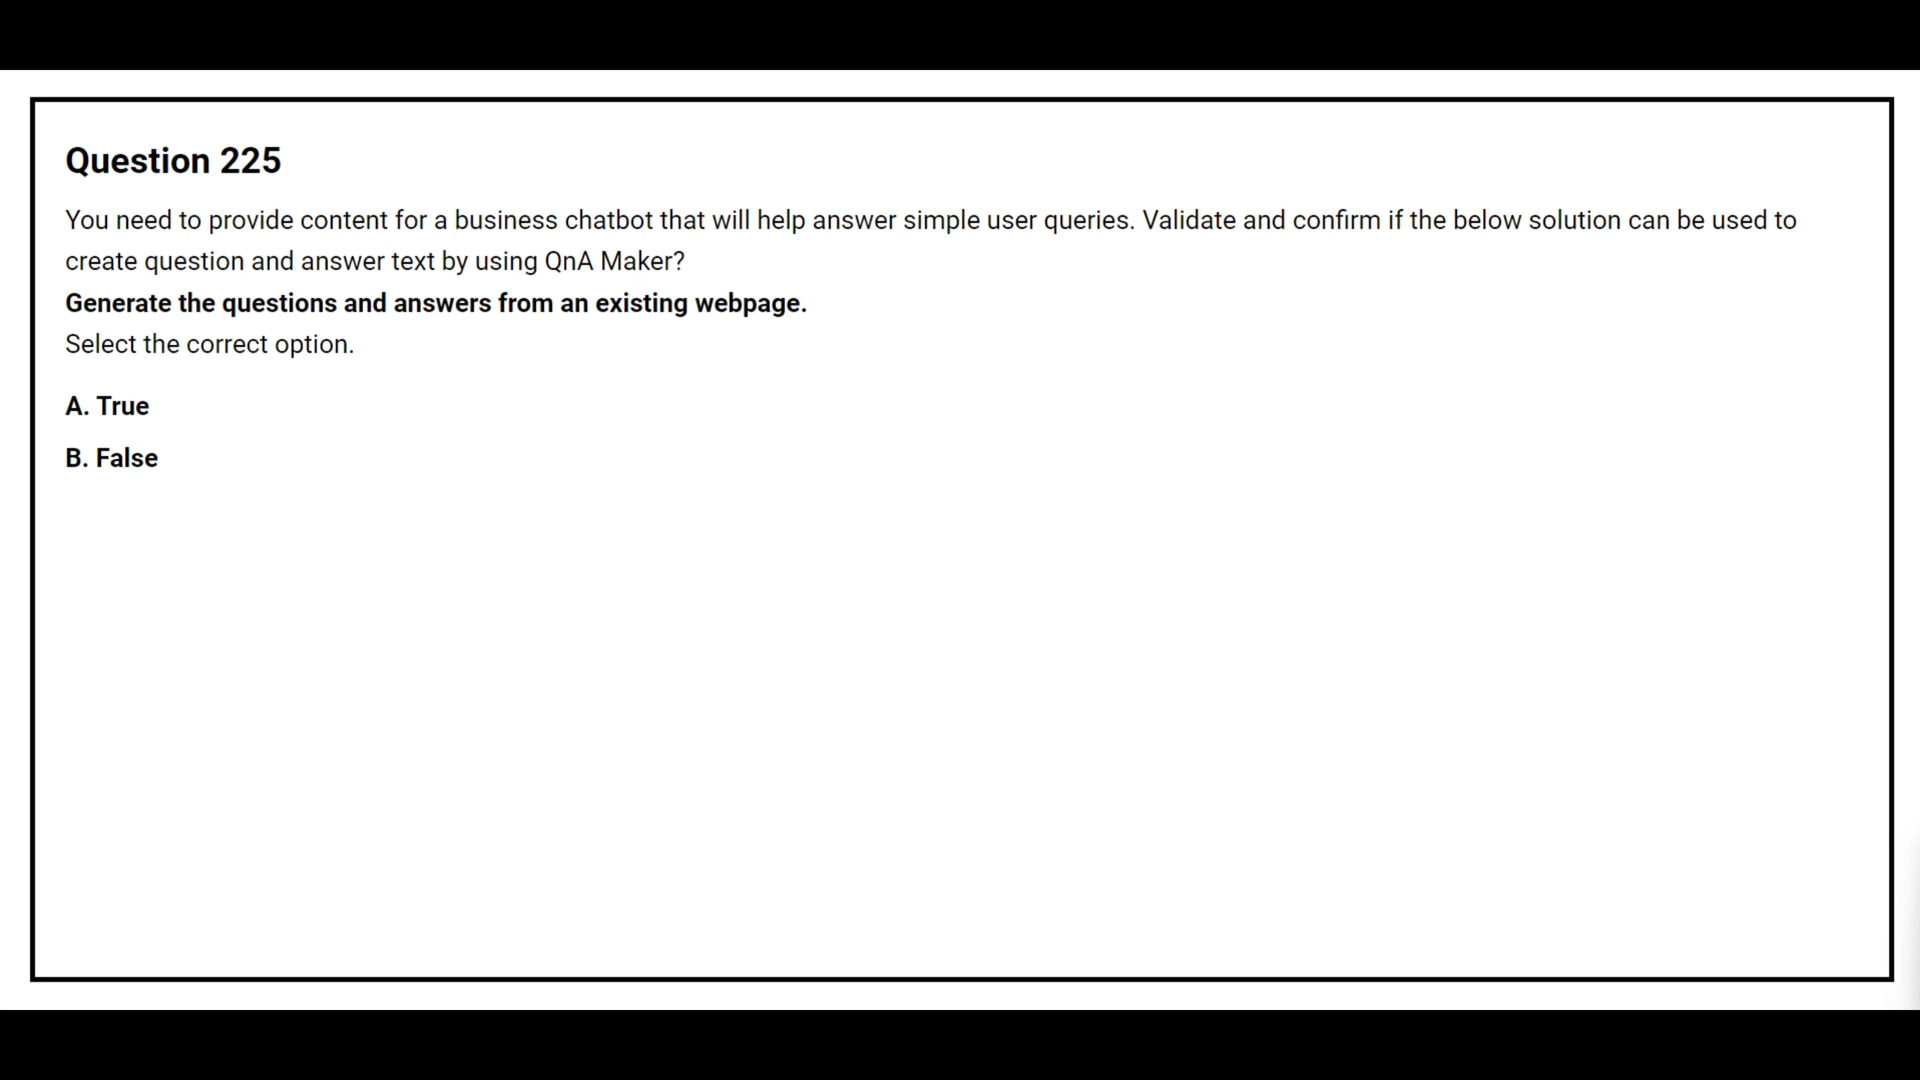 Question 225
You need to provide content for a business chatbot that will help answer simple user queries. Validate and confirm if the below solution can be used to
create question and answer text by using QnA Maker?
Generate the questions and answers from an existing webpage.
Select the correct option.
A. True
B. False